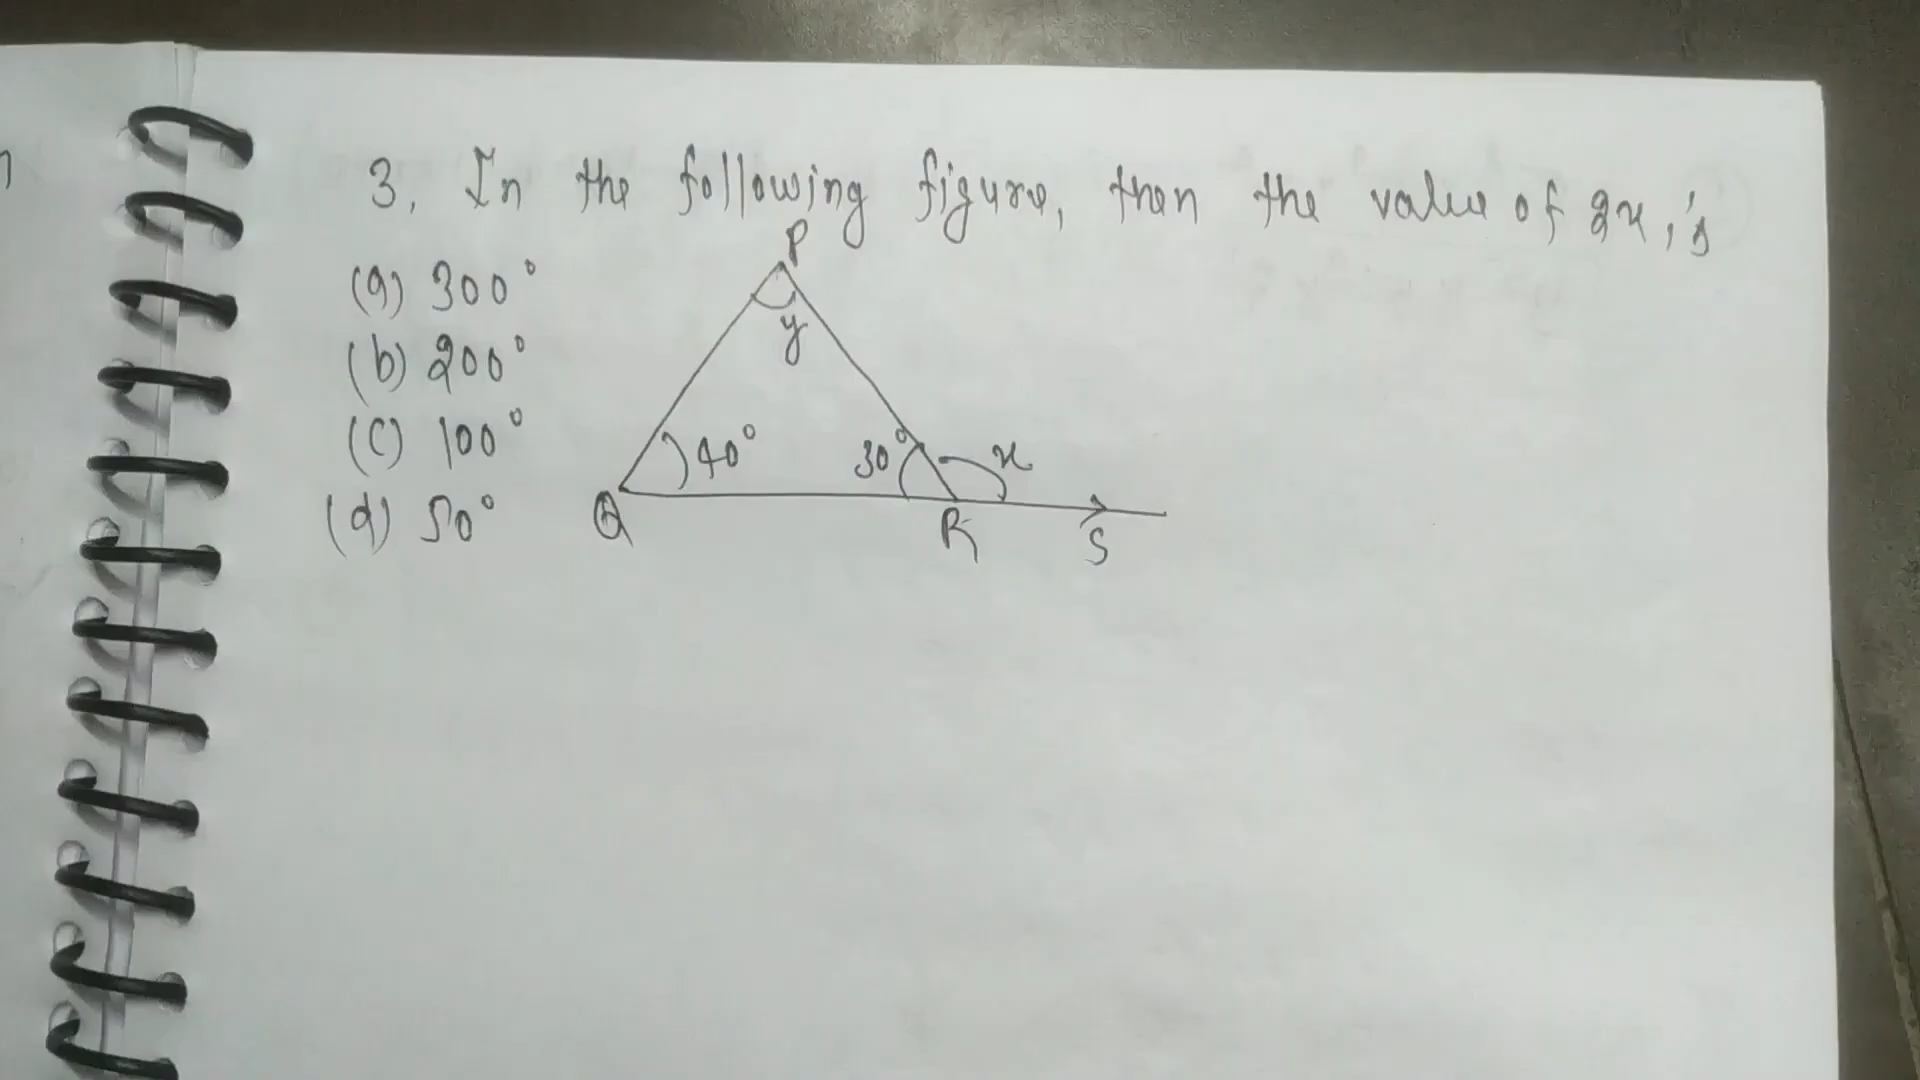 3. In the following figure, then the value of 2x, is
(a) 300°
(b) 200°
(c) 100°
(d) 50°
P
y
40°
30°
x
Q
R
S